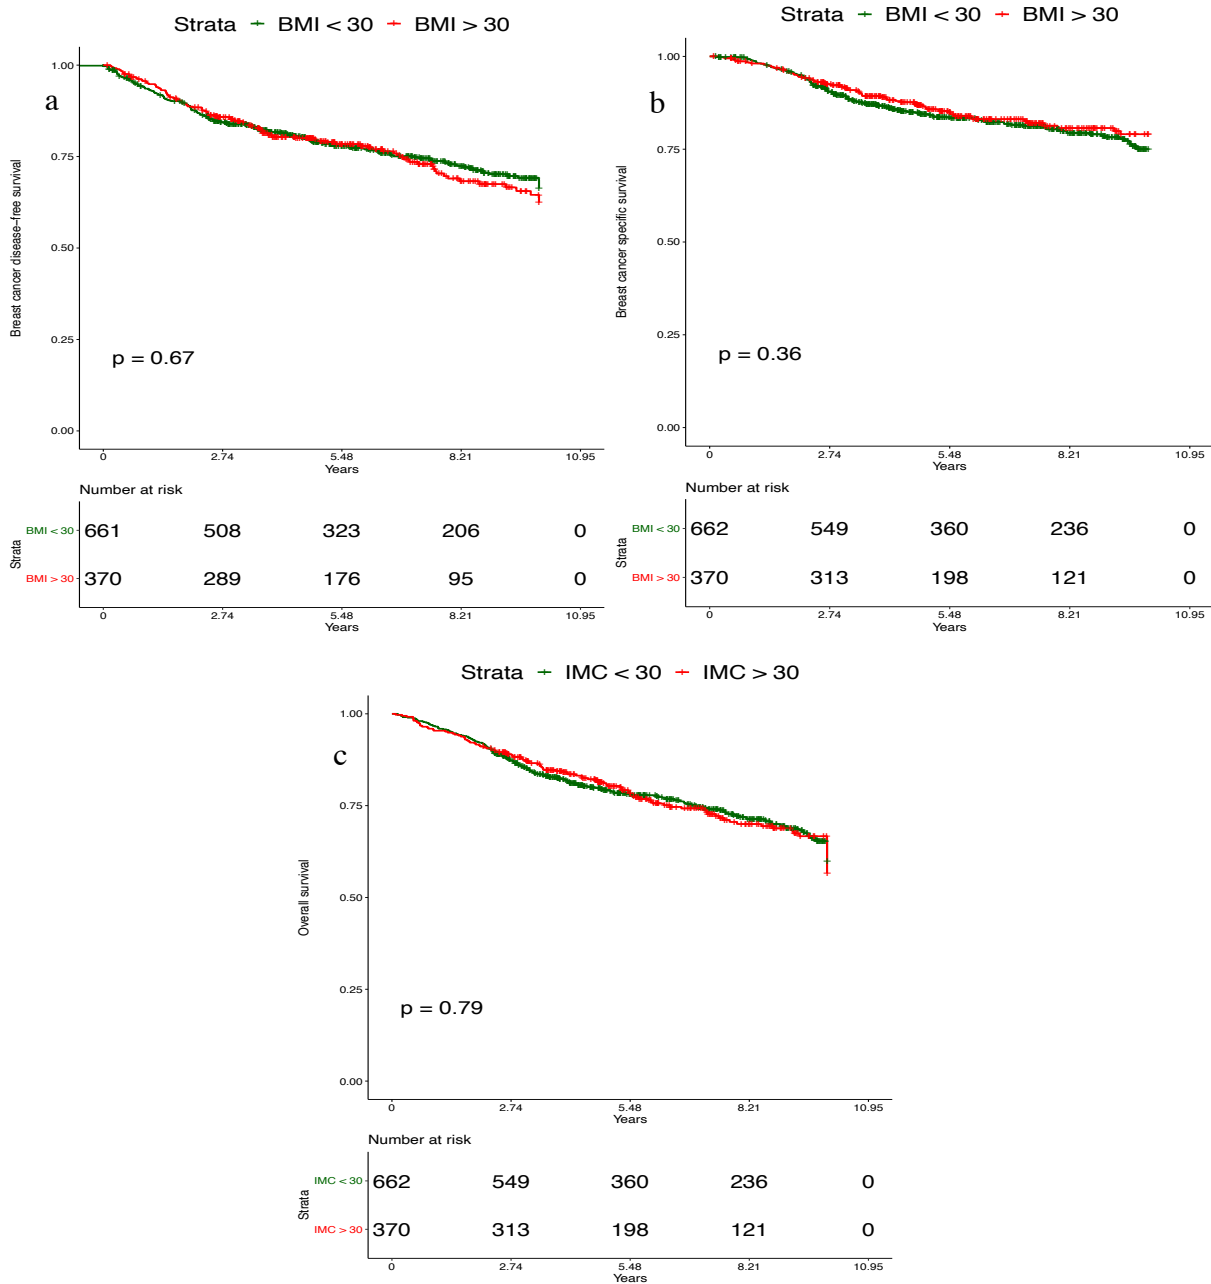 Strata BMI < 30 BMI > 30
a
Breast cancer disease−free survival
1.00
0.75
0.50
0.25
0.00
p = 0.67
0 2.74 5.48 8.21 10.95
Years
Number at risk
Strata
BMI < 30 661 508 323 206 0
BMI > 30 370 289 176 95 0
0 2.74 5.48 8.21 10.95
Years
Strata BMI < 30 BMI > 30
b
Breast cancer specific survival
1.00
0.75
0.50
0.25
0.00
p = 0.36
0 2.74 5.48 8.21 10.95
Years
Number at risk
Strata
BMI < 30 662 549 360 236 0
BMI > 30 370 313 198 121 0
0 2.74 5.48 8.21 10.95
Years
Strata IMC < 30 IMC > 30
c
Overall survival
1.00
0.75
0.50
0.25
0.00
p = 0.79
0 2.74 5.48 8.21 10.95
Years
Number at risk
Strata
IMC < 30 662 549 360 236 0
IMC > 30 370 313 198 121 0
0 2.74 5.48 8.21 10.95
Years